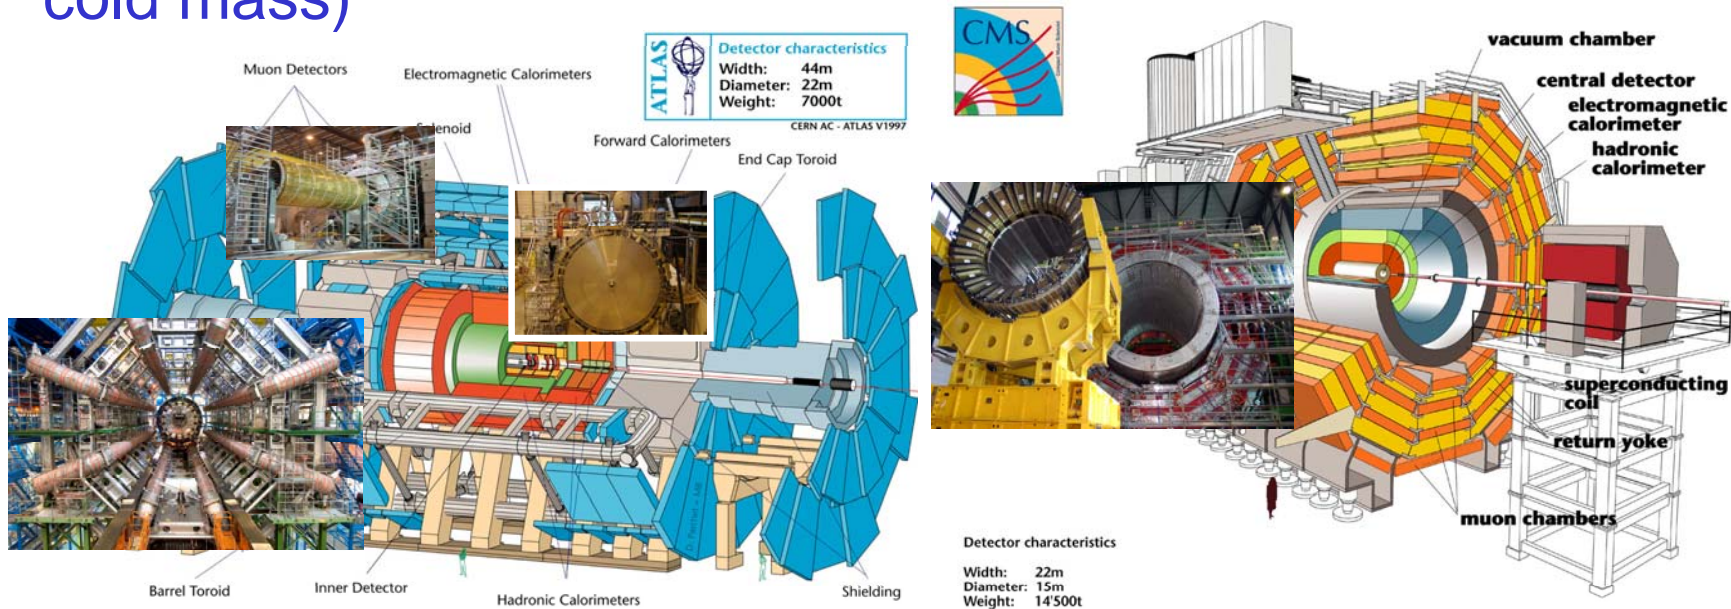 cold mass)
ATLAS
Detector characteristics
Width: 44m
Diameter: 22m
Weight: 7000t
CERN AC - ATLAS V1997
Muon Detectors
Electromagnetic Calorimeters
Solenoid
Forward Calorimeters
End Cap Toroid
Barrel Toroid
Inner Detector
Hadronic Calorimeters
Shielding
CMS
vacuum chamber
central detector
electromagnetic
calorimeter
hadronic
calorimeter
superconducting
coil
return yoke
muon chambers
Detector characteristics
Width: 22m
Diameter: 15m
Weight: 14'500t